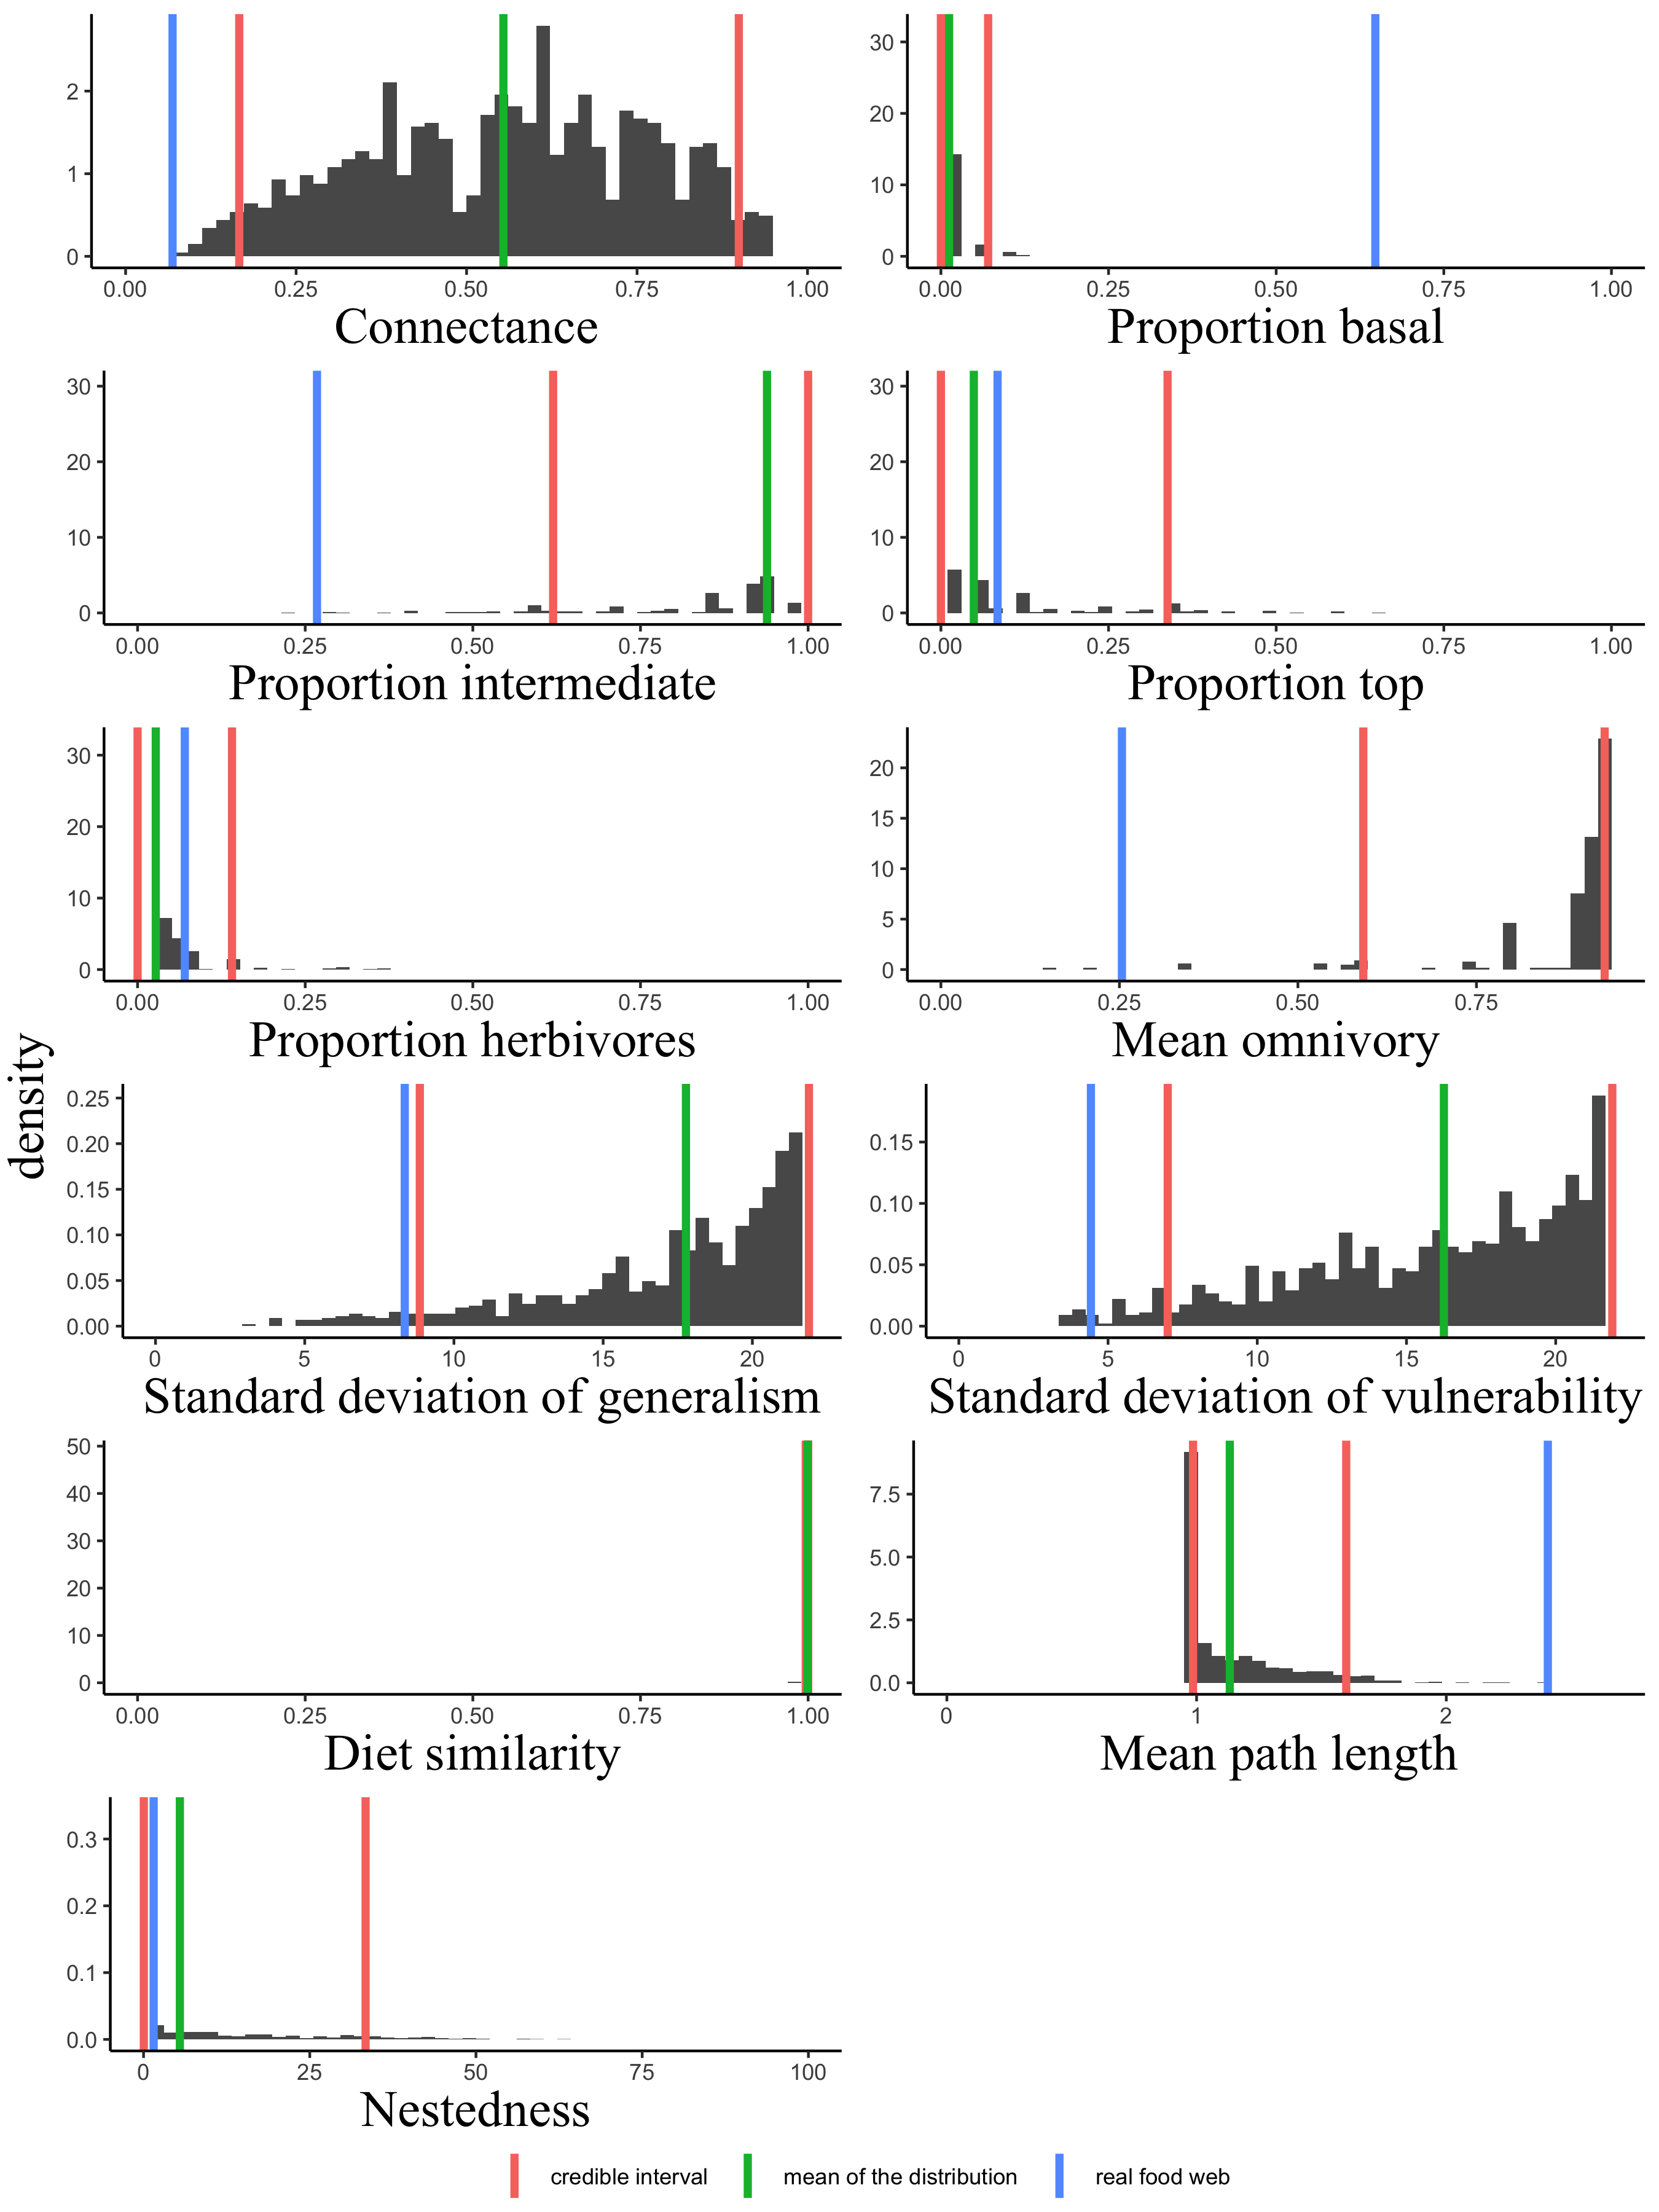 2
1
0
0.00 0.25 0.50 0.75 1.00
Connectance
30
20
10
0
0.00 0.25 0.50 0.75 1.00
Proportion basal
30
20
10
0
0.00 0.25 0.50 0.75 1.00
Proportion intermediate
30
20
10
0
0.00 0.25 0.50 0.75 1.00
Proportion top
30
20
10
0
0.00 0.25 0.50 0.75 1.00
Proportion herbivores
20
15
10
5
0
0.00 0.25 0.50 0.75
Mean omnivory
density
0.25
0.20
0.15
0.10
0.05
0.00
0 5 10 15 20
Standard deviation of generalism
0.15
0.10
0.05
0.00
0 5 10 15 20
Standard deviation of vulnerability
50
40
30
20
10
0
0.00 0.25 0.50 0.75 1.00
Diet similarity
7.5
5.0
2.5
0.0
0 1 2
Mean path length
0.3
0.2
0.1
0.0
0 25 50 75 100
Nestedness
credible interval mean of the distribution real food web